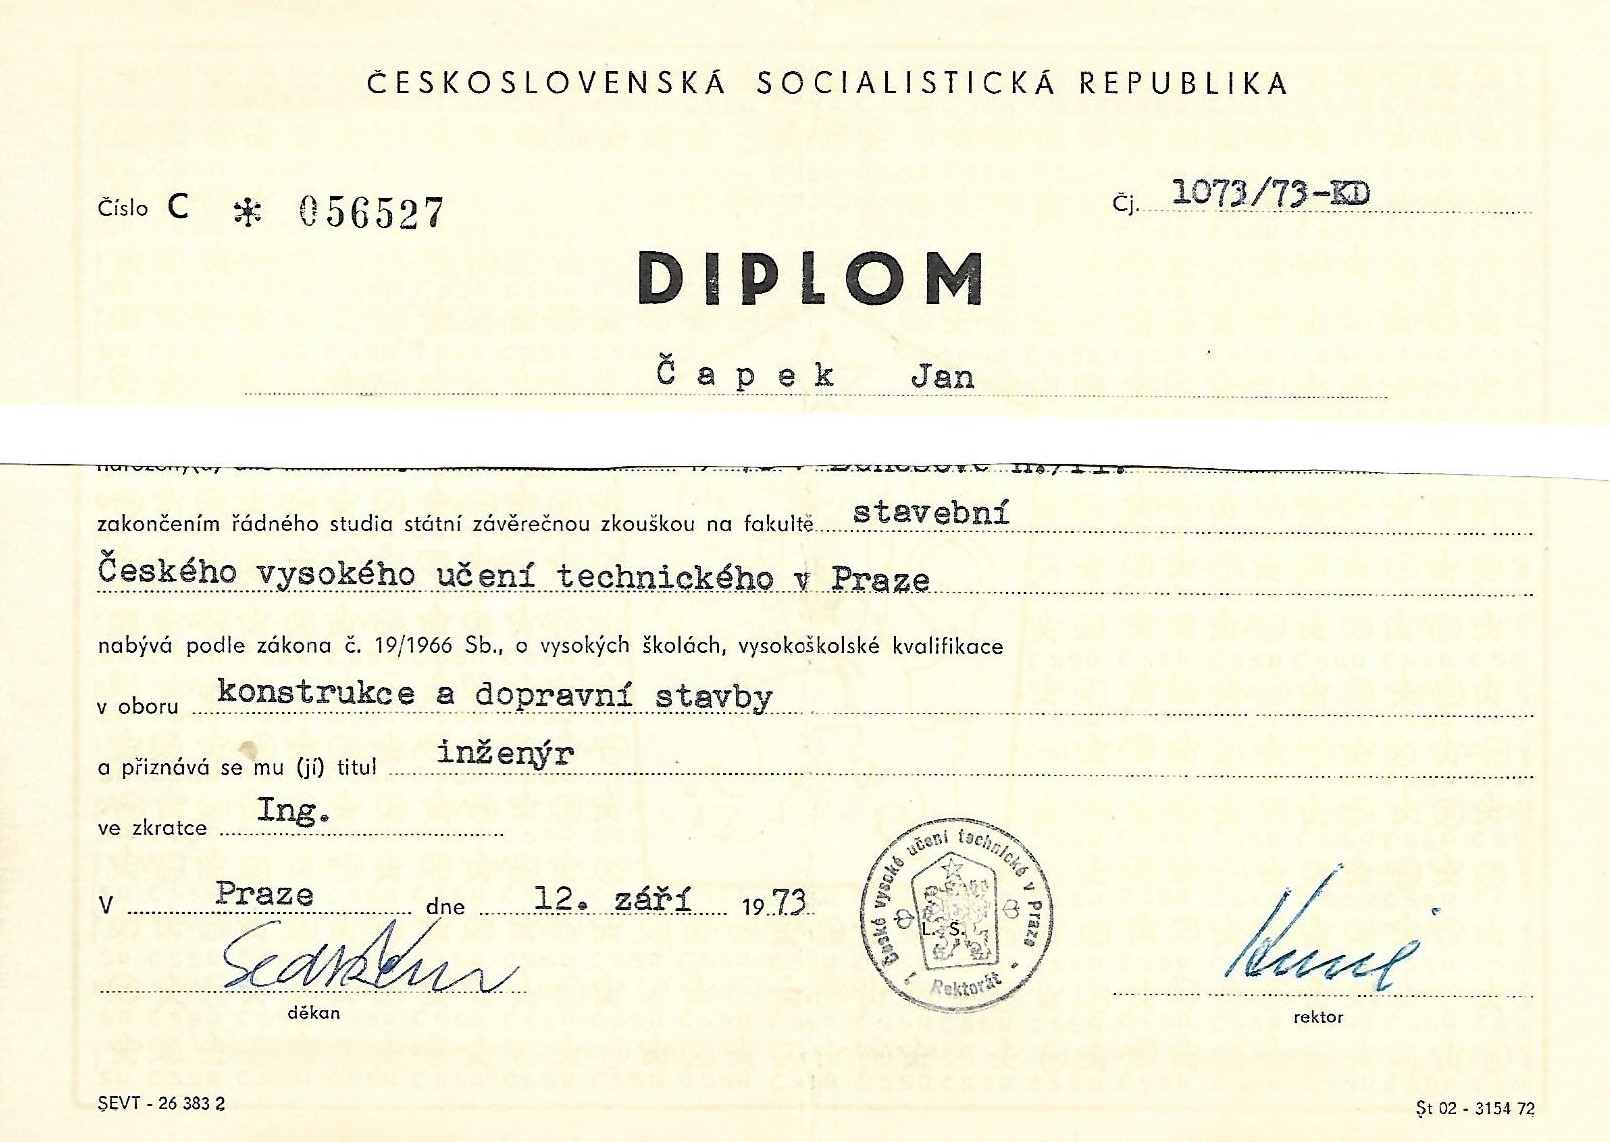 ČESKOSLOVENSKÁ SOCIALISTICKÁ REPUBLIKA
Číslo C * 056527
Čj. 1073/73-KD
DIPLOM
Čapek Jan
zakončením řádného studia státní závěrečnou zkouškou na fakultě stavební
Českého vysokého učení technického v Praze
nabývá podle zákona č. 19/1966 Sb., o vysokých školách, vysokoškolské kvalifikace
v oboru konstrukce a dopravní stavby
a přiznává se mu (jí) titul inženýr
ve zkratce Ing.
V Praze dne 12. září 1973
České vysoké učení technické v Praze
L. S.
Rektorát
děkan
rektor
SEVT - 26 383 2
Št 02 - 3154 72